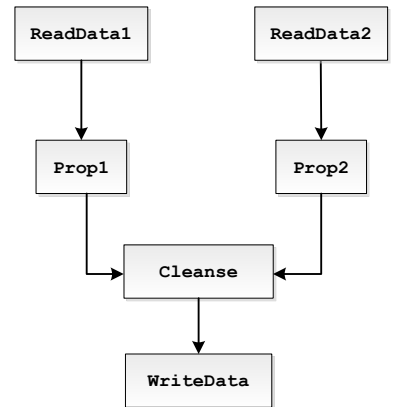 ReadData1
ReadData2
Prop1
Prop2
Cleanse
WriteData